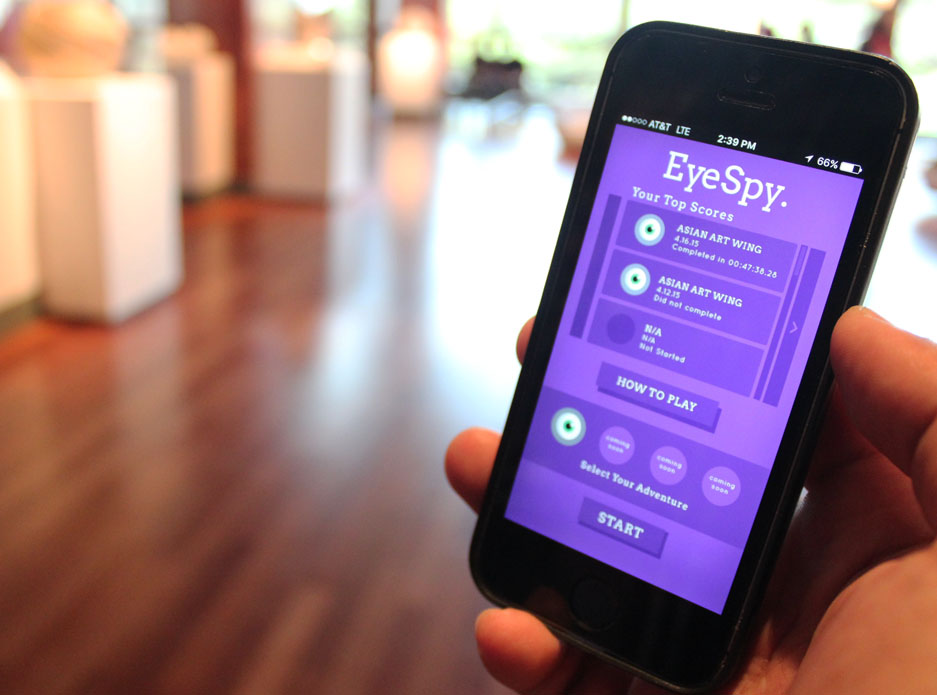 AT&T LTE 2:39 PM 66%
EyeSpy.
Your Top Scores
ASIAN ART WING
4.16.15
Completed in 00:47:38.28
ASIAN ART WING
4.12.15
Did not complete
N/A
N/A
Not Started
HOW TO PLAY
coming
soon
coming
soon
coming
soon
Select Your Adventure
START